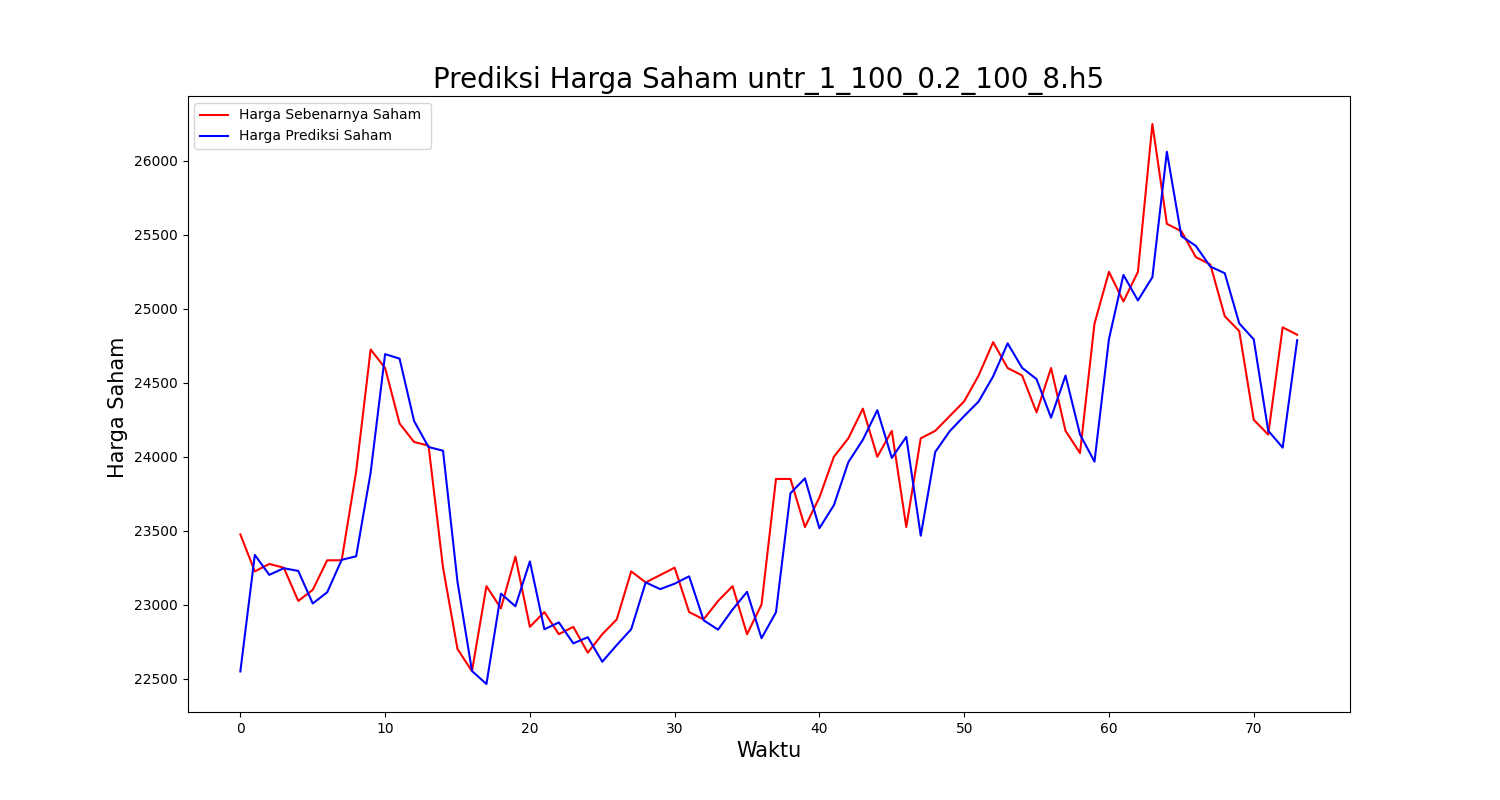 Prediksi Harga Saham untr_1_100_0.2_100_8.h5
Harga Sebenarnya Saham
Harga Prediksi Saham
26000
25500
25000
24500
24000
23500
23000
22500
Harga Saham
0 10 20 30 40 50 60 70
Waktu